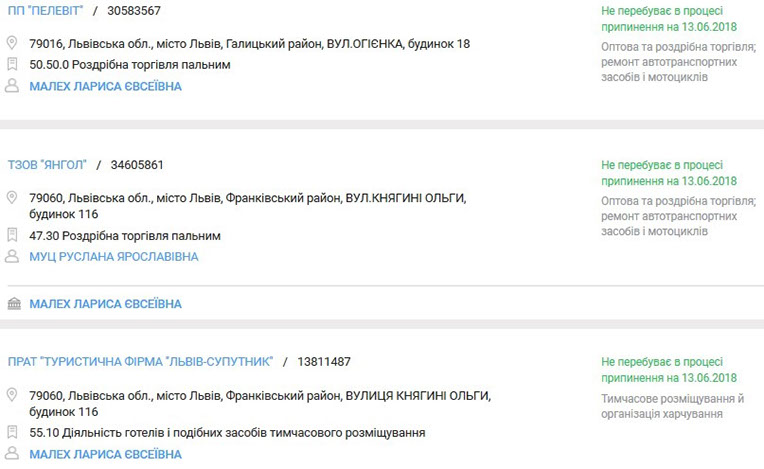 ПП "ПЕЛЕВІТ" / 30583567
Не перебуває в процесі
припинення на 13.06.2018
79016, Львівська обл., місто Львів, Галицький район, ВУЛ.ОГІЄНКА, будинок 18
Оптова та роздрібна торгівля;
50.50.0 Роздрібна торгівля пальним
ремонт автотранспортних
засобів і мотоциклів
МАЛЕХ ЛАРИСА ЄВСЕЇВНА
ТЗОВ "ЯНГОЛ" / 34605861
Не перебуває в процесі
припинення на 13.06.2018
79060, Львівська обл., місто Львів, Франківський район, ВУЛ.КНЯГИНІ ОЛЬГИ,
будинок 116
Оптова та роздрібна торгівля;
ремонт автотранспортних
засобів і мотоциклів
47.30 Роздрібна торгівля пальним
МУЦ РУСЛАНА ЯРОСЛАВІВНА
МАЛЕХ ЛАРИСА ЄВСЕЇВНА
ПРАТ "ТУРИСТИЧНА ФІРМА "ЛЬВІВ-СУПУТНИК" / 13811487
Не перебуває в процесі
припинення на 13.06.2018
79060, Львівська обл., місто Львів, Франківський район, ВУЛИЦЯ КНЯГИНІ ОЛЬГИ,
будинок 116
Тимчасове розміщування й
організація харчування
55.10 Діяльність готелів і подібних засобів тимчасового розміщування
МАЛЕХ ЛАРИСА ЄВСЕЇВНА